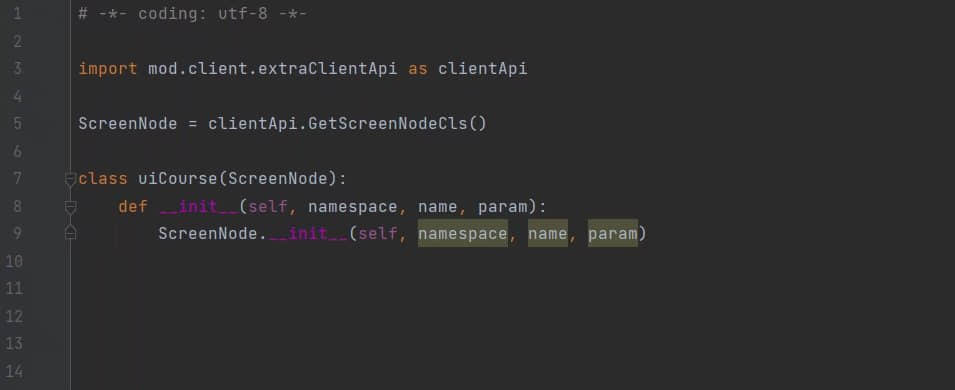 1 # -*- coding: utf-8 -*-
2
3 import mod.client.extraClientApi as clientApi
4
5 ScreenNode = clientApi.GetScreenNodeCls()
6
7 class uiCourse(ScreenNode):
8     def __init__(self, namespace, name, param):
9         ScreenNode.__init__(self, namespace, name, param)
10
11
12
13
14